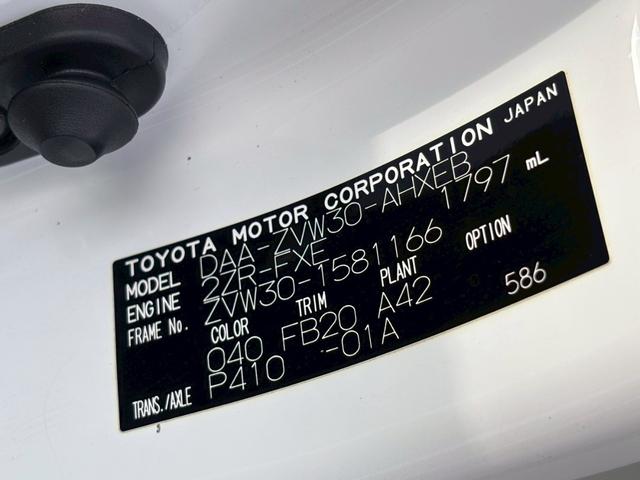 TOYOTA MOTOR CORPORATION JAPAN
MODEL DAA-ZVW30-AHXEB
ENGINE 2ZR-FXE 1797 mL
FRAME No. ZVW30-1581166
COLOR TRIM PLANT OPTION
040 FB20 A42 586
TRANS./AXLE P410 -01A